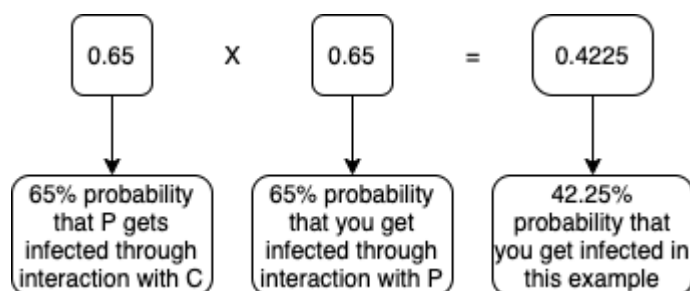 0.65 X 0.65 = 0.4225
65% probability
that P gets
infected through
interaction with C
65% probability
that you get
infected through
interaction with P
42.25%
probability that
you get infected in
this example